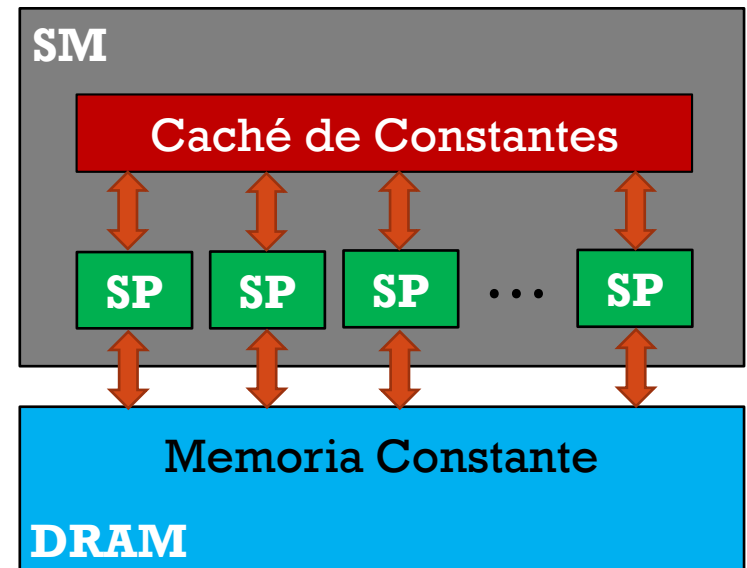 SM
Caché de Constantes
SP SP SP ... SP
Memoria Constante
DRAM